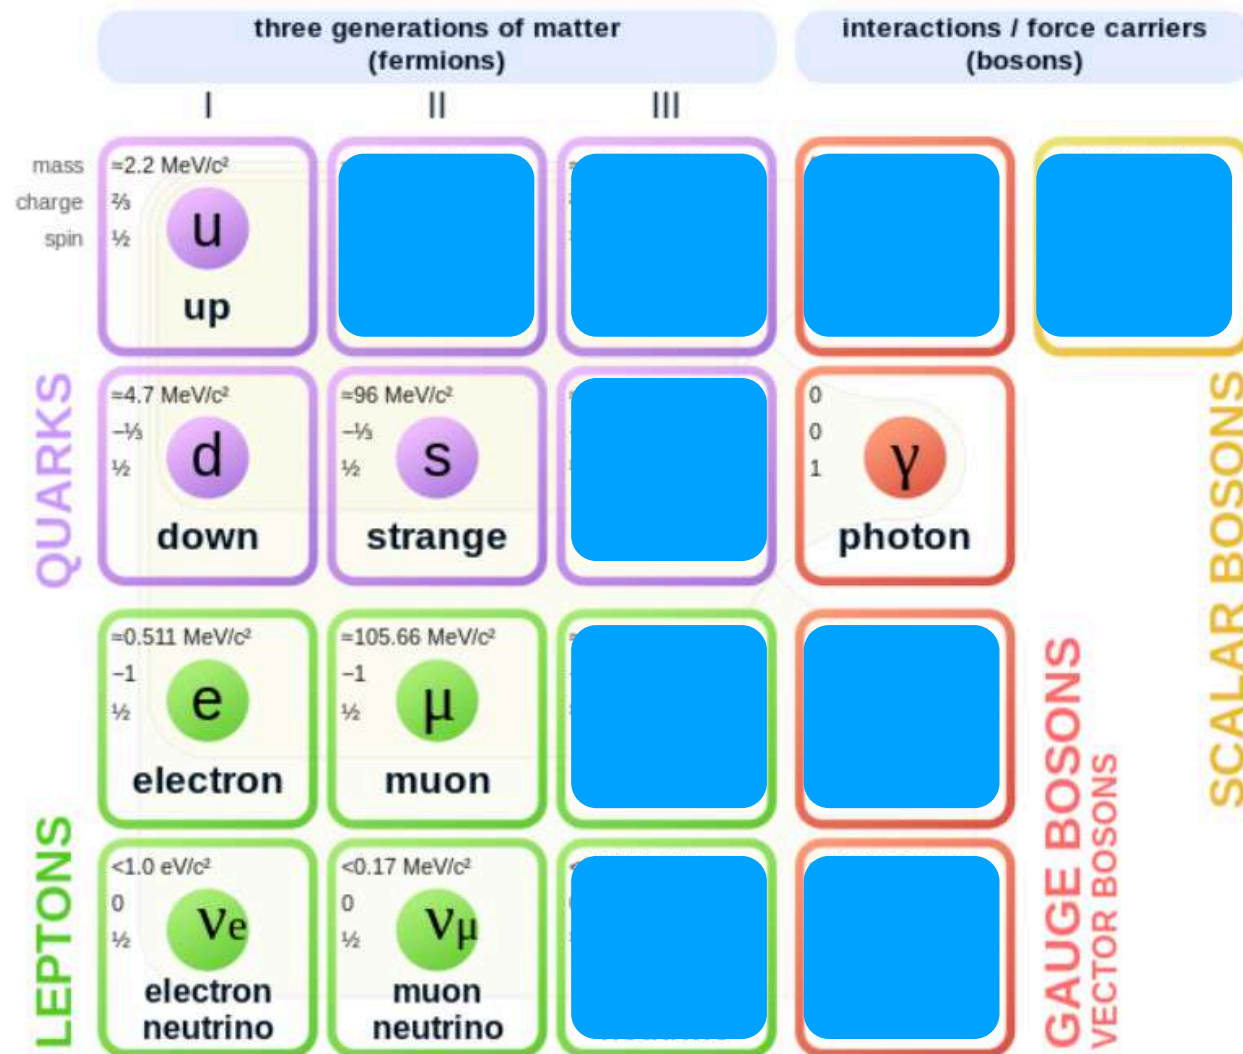 three generations of matter
(fermions)
interactions / force carriers
(bosons)
I
II
III
mass
charge
spin
≈2.2 MeV/c²
⅔
½
u
up
QUARKS
≈4.7 MeV/c²
−⅓
½
d
down
≈96 MeV/c²
−⅓
½
s
strange
0
0
1
γ
photon
SCALAR BOSONS
LEPTONS
≈0.511 MeV/c²
−1
½
e
electron
≈105.66 MeV/c²
−1
½
μ
muon
<1.0 eV/c²
0
½
νe
electron
neutrino
<0.17 MeV/c²
0
½
νμ
muon
neutrino
GAUGE BOSONS
VECTOR BOSONS